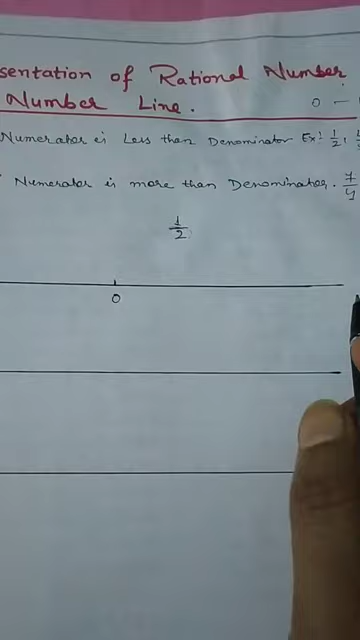 sentation of Rational Number
Number Line.
0 —
Numerator is Less than Denominator Ex: 1/2,
Numerator is more than Denominator. 7/4
1/2
0